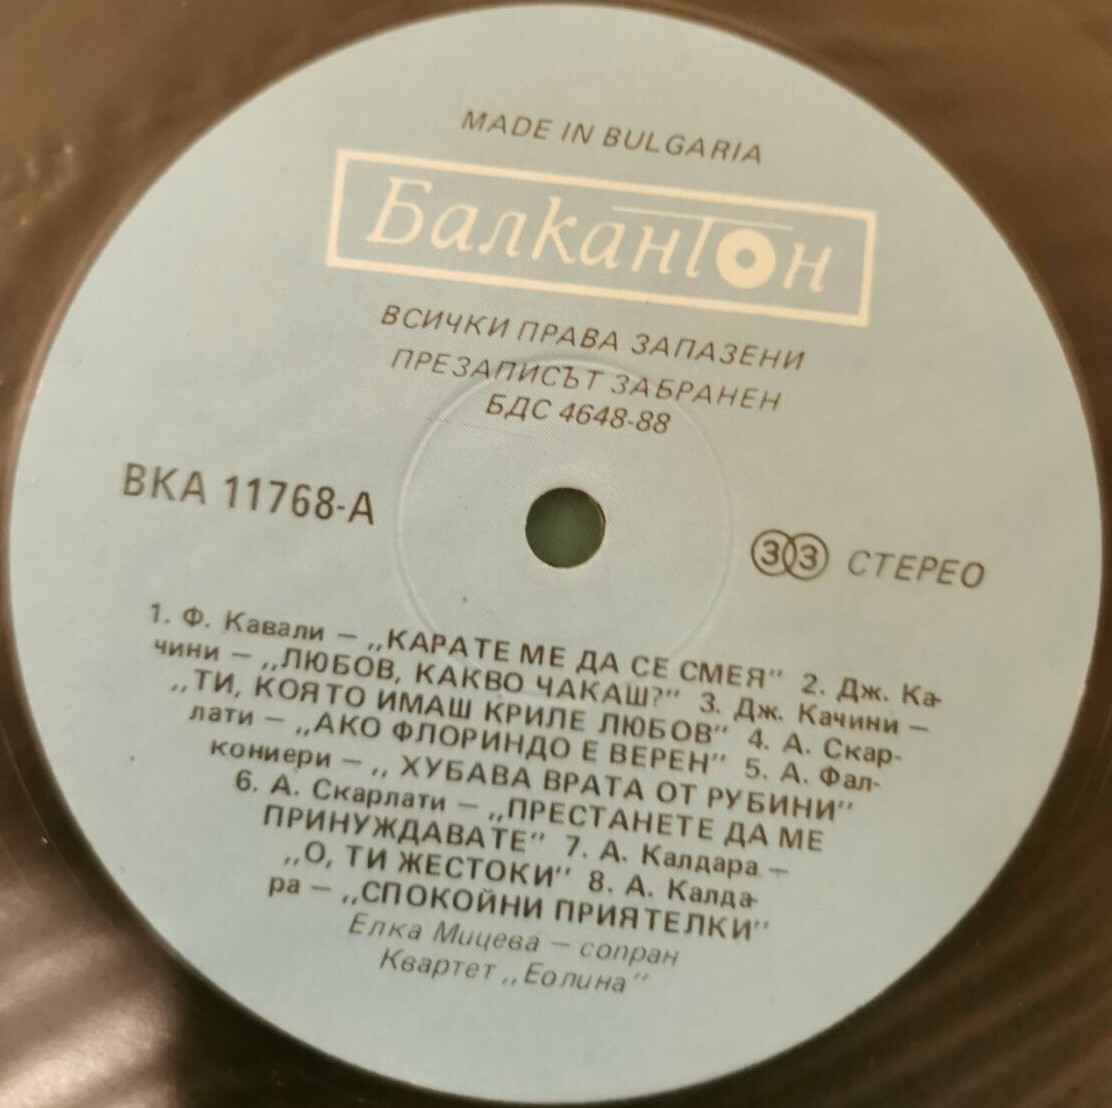 MADE IN BULGARIA
Балкантон
ВСИЧКИ ПРАВА ЗАПАЗЕНИ
ПРЕЗАПИСЪТ ЗАБРАНЕН
БДС 4648-88
ВКА 11768-А
33 СТЕРЕО
1. Ф. Кавали — „КАРАТЕ МЕ ДА СЕ СМЕЯ" 2. Дж. Ка-
чини — „ЛЮБОВ, КАКВО ЧАКАШ?" 3. Дж. Качини —
„ТИ, КОЯТО ИМАШ КРИЛЕ ЛЮБОВ" 4. А. Скар-
лати — „АКО ФЛОРИНДО Е ВЕРЕН" 5. А. Фал-
кониери — „ ХУБАВА ВРАТА ОТ РУБИНИ"
6. А. Скарлати — „ПРЕСТАНЕТЕ ДА МЕ
ПРИНУЖДАВАТЕ" 7. А. Калдара —
„О, ТИ ЖЕСТОКИ" 8. А. Калда-
ра — „СПОКОЙНИ ПРИЯТЕЛКИ"
Елка Мицева — сопран
Квартет „Еолина"